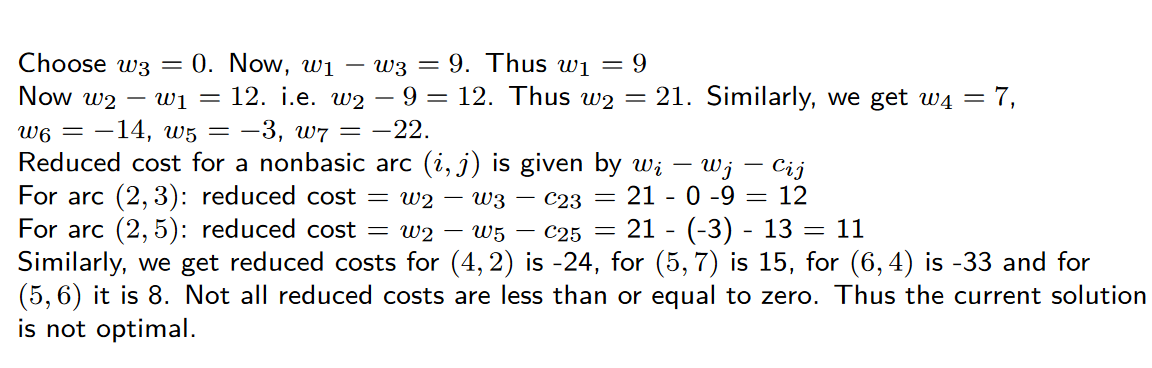 Choose w₃ = 0. Now, w₁ − w₃ = 9. Thus w₁ = 9
Now w₂ − w₁ = 12. i.e. w₂ − 9 = 12. Thus w₂ = 21. Similarly, we get w₄ = 7,
w₆ = −14, w₅ = −3, w₇ = −22.
Reduced cost for a nonbasic arc (i, j) is given by wᵢ − wⱼ − cᵢⱼ
For arc (2, 3): reduced cost = w₂ − w₃ − c₂₃ = 21 - 0 -9 = 12
For arc (2, 5): reduced cost = w₂ − w₅ − c₂₅ = 21 - (-3) - 13 = 11
Similarly, we get reduced costs for (4, 2) is -24, for (5, 7) is 15, for (6, 4) is -33 and for
(5, 6) it is 8. Not all reduced costs are less than or equal to zero. Thus the current solution
is not optimal.